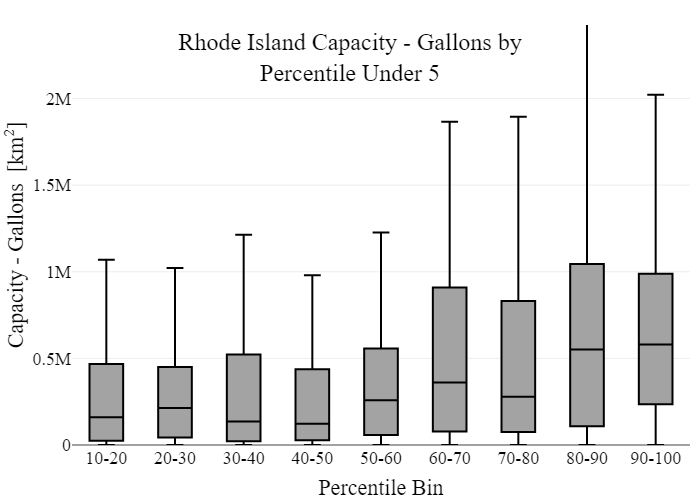 Rhode Island Capacity - Gallons by
Percentile Under 5
Capacity - Gallons [km²]
2M
1.5M
1M
0.5M
0
10-20 20-30 30-40 40-50 50-60 60-70 70-80 80-90 90-100
Percentile Bin